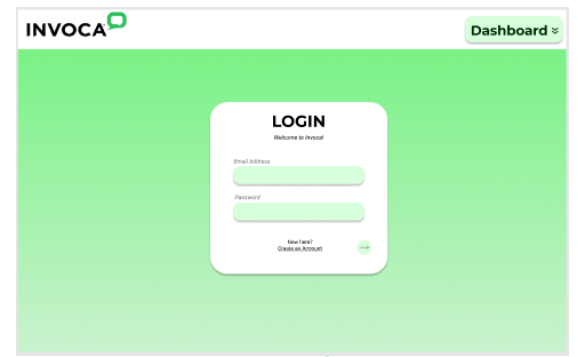 INVOCA
Dashboard
LOGIN
Welcome to Invoca!
Email Address
Password
New here?
Create an Account